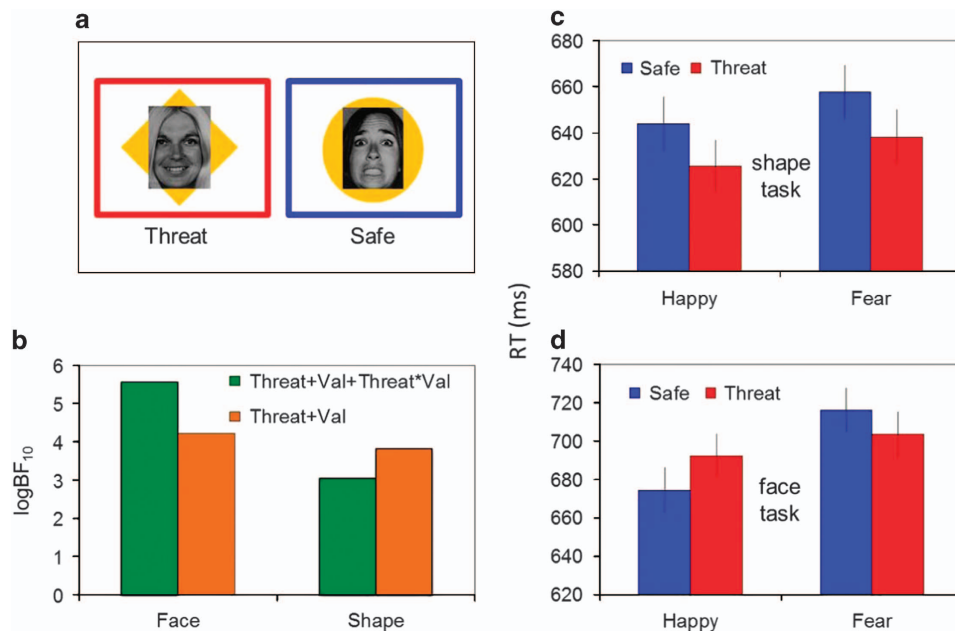 a
Threat Safe
b
6
5
4
3
2
1
0
logBF10
Threat+Val+Threat*Val
Threat+Val
Face Shape
c
680
660
640
620
600
580
Safe Threat
shape
task
Happy Fear
RT (ms)
d
740
720
700
680
660
640
620
Safe Threat
face
task
Happy Fear